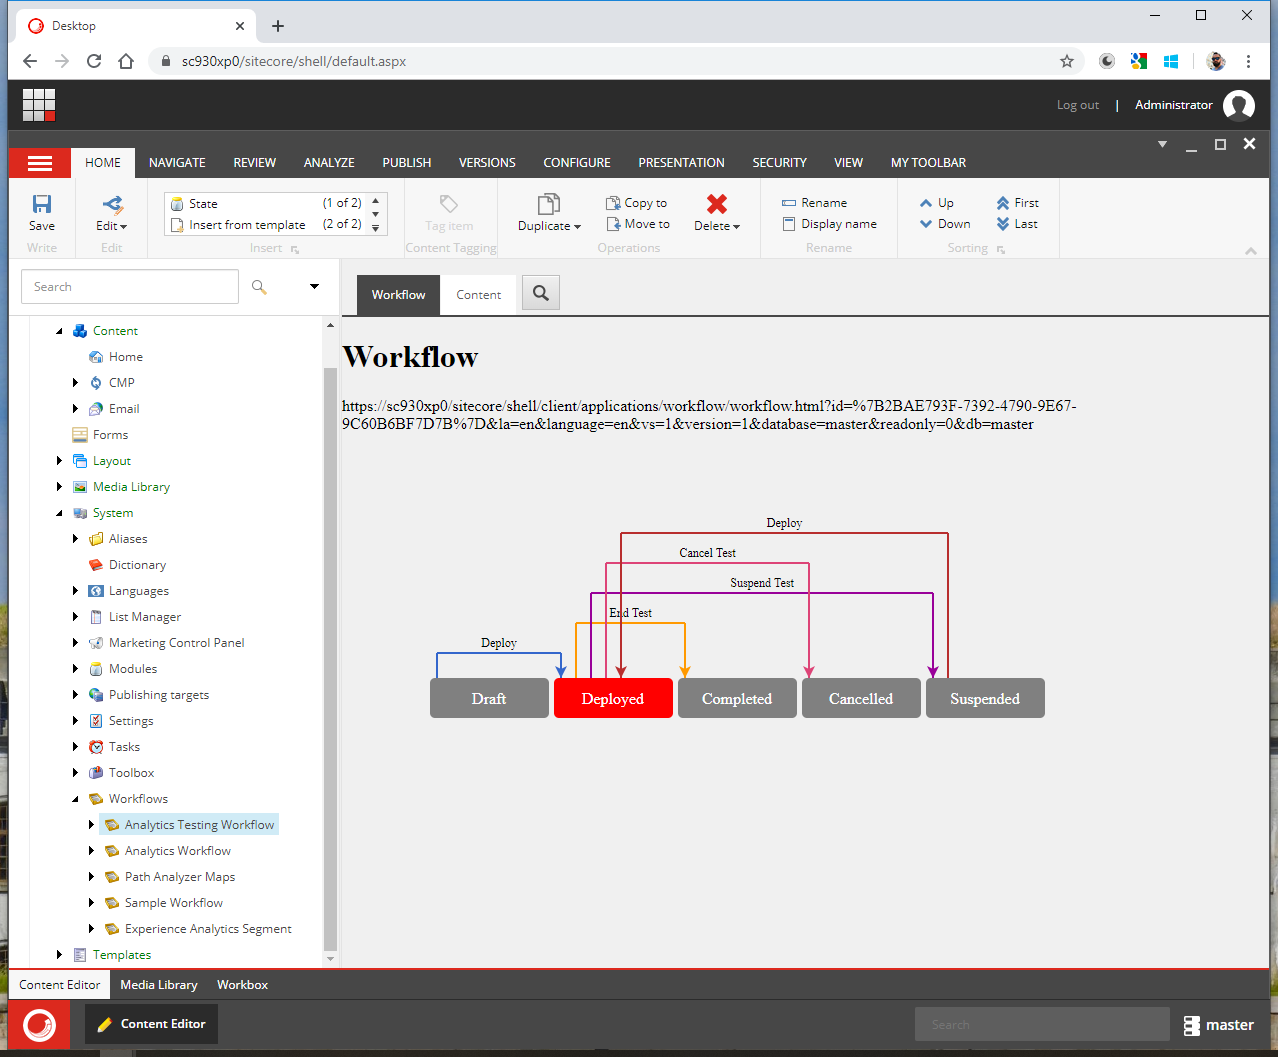 Desktop
sc930xp0/sitecore/shell/default.aspx
Log out | Administrator
HOME NAVIGATE REVIEW ANALYZE PUBLISH VERSIONS CONFIGURE PRESENTATION SECURITY VIEW MY TOOLBAR
State (1 of 2)
Insert from template (2 of 2)
Save
Edit
Tag item
Duplicate
Copy to
Move to
Delete
Rename
Display name
Up
Down
First
Last
Write Edit Insert Content Tagging Operations Rename Sorting
Search
Workflow Content
Content
Home
CMP
Email
Forms
Layout
Media Library
System
Aliases
Dictionary
Languages
List Manager
Marketing Control Panel
Modules
Publishing targets
Settings
Tasks
Toolbox
Workflows
Analytics Testing Workflow
Analytics Workflow
Path Analyzer Maps
Sample Workflow
Experience Analytics Segment
Templates
Workflow
https://sc930xp0/sitecore/shell/client/applications/workflow/workflow.html?id=%7B2BAE793F-7392-4790-9E67-
9C60B6BF7D7B%7D&la=en&language=en&vs=1&version=1&database=master&readonly=0&db=master
Deploy
Cancel Test
Suspend Test
End Test
Deploy
Draft Deployed Completed Cancelled Suspended
Content Editor Media Library Workbox
Content Editor
Search
master